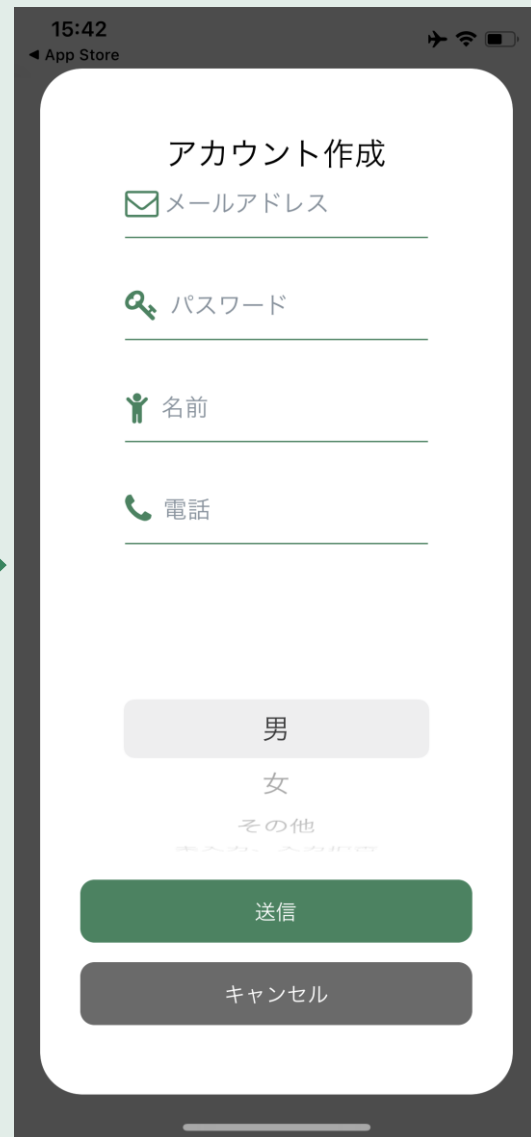 15:42
◀ App Store
アカウント作成
メールアドレス
パスワード
名前
電話
男
女
その他
送信
キャンセル